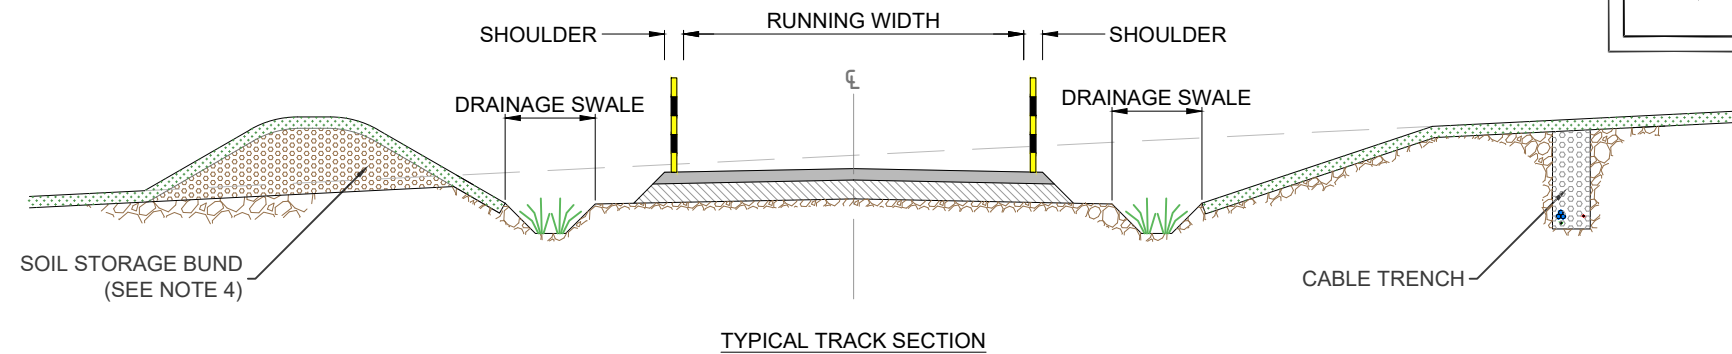 RUNNING WIDTH
SHOULDER
SHOULDER
℄
DRAINAGE SWALE
DRAINAGE SWALE
SOIL STORAGE BUND
(SEE NOTE 4)
CABLE TRENCH
TYPICAL TRACK SECTION